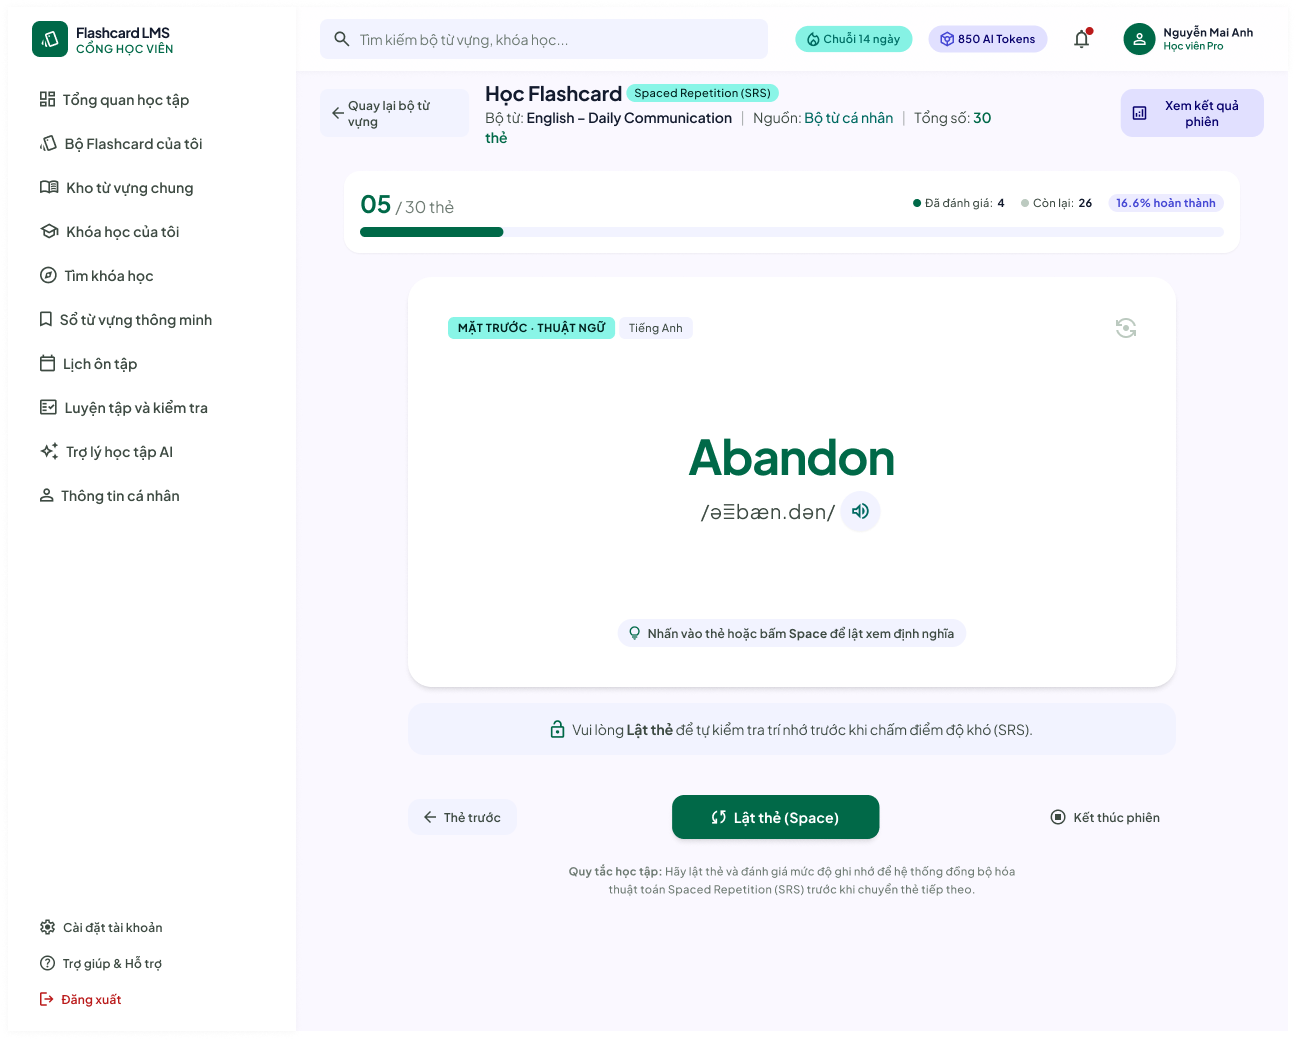 Flashcard LMS
CỔNG HỌC VIÊN
Tổng quan học tập
Bộ Flashcard của tôi
Kho từ vựng chung
Khóa học của tôi
Tìm khóa học
Sổ từ vựng thông minh
Lịch ôn tập
Luyện tập và kiểm tra
Trợ lý học tập AI
Thông tin cá nhân
Cài đặt tài khoản
Trợ giúp & Hỗ trợ
Đăng xuất
Tìm kiếm bộ từ vựng, khóa học...
Chuỗi 14 ngày
850 AI Tokens
Nguyễn Mai Anh
Học viên Pro
Quay lại bộ từ
vựng
Học Flashcard
Spaced Repetition (SRS)
Bộ từ: English – Daily Communication | Nguồn: Bộ từ cá nhân | Tổng số: 30
thẻ
Xem kết quả
phiên
05 / 30 thẻ
Đã đánh giá: 4
Còn lại: 26
16.6% hoàn thành
MẶT TRƯỚC · THUẬT NGỮ
Tiếng Anh
Abandon
/ə☰bæn.dən/
Nhấn vào thẻ hoặc bấm Space để lật xem định nghĩa
Vui lòng Lật thẻ để tự kiểm tra trí nhớ trước khi chấm điểm độ khó (SRS).
Thẻ trước
Lật thẻ (Space)
Kết thúc phiên
Quy tắc học tập: Hãy lật thẻ và đánh giá mức độ ghi nhớ để hệ thống đồng bộ hóa
thuật toán Spaced Repetition (SRS) trước khi chuyển thẻ tiếp theo.